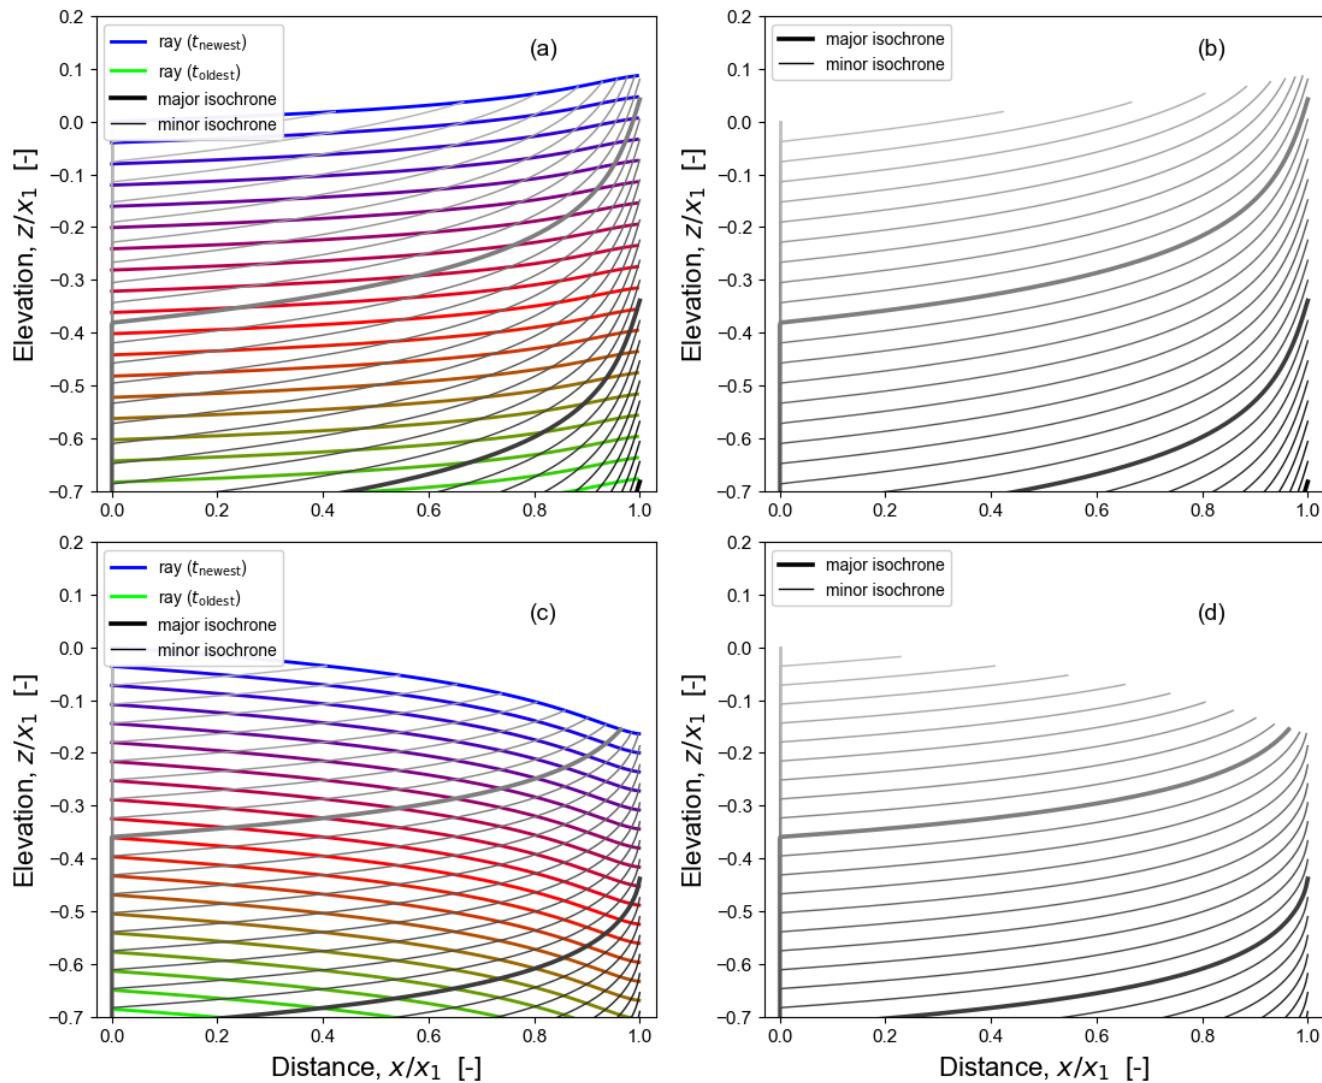 0.2
0.1
0.0
−0.1
−0.2
−0.3
−0.4
−0.5
−0.6
−0.7
Elevation, z/x₁ [-]
ray (t_newest)
ray (t_oldest)
major isochrone
minor isochrone
(a)
0.0 0.2 0.4 0.6 0.8 1.0
0.2
0.1
0.0
−0.1
−0.2
−0.3
−0.4
−0.5
−0.6
−0.7
Elevation, z/x₁ [-]
major isochrone
minor isochrone
(b)
0.0 0.2 0.4 0.6 0.8 1.0
0.2
0.1
0.0
−0.1
−0.2
−0.3
−0.4
−0.5
−0.6
−0.7
Elevation, z/x₁ [-]
ray (t_newest)
ray (t_oldest)
major isochrone
minor isochrone
(c)
0.0 0.2 0.4 0.6 0.8 1.0
Distance, x/x₁ [-]
0.2
0.1
0.0
−0.1
−0.2
−0.3
−0.4
−0.5
−0.6
−0.7
Elevation, z/x₁ [-]
major isochrone
minor isochrone
(d)
0.0 0.2 0.4 0.6 0.8 1.0
Distance, x/x₁ [-]